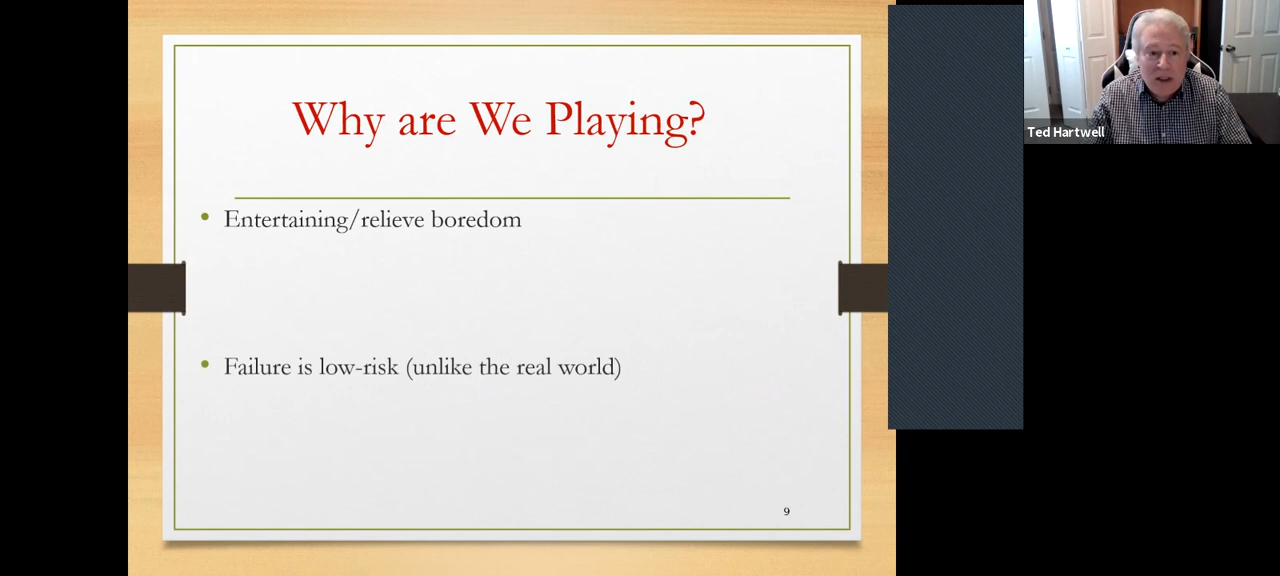 Why are We Playing?
• Entertaining/relieve boredom
• Failure is low-risk (unlike the real world)
9
Ted Hartwell